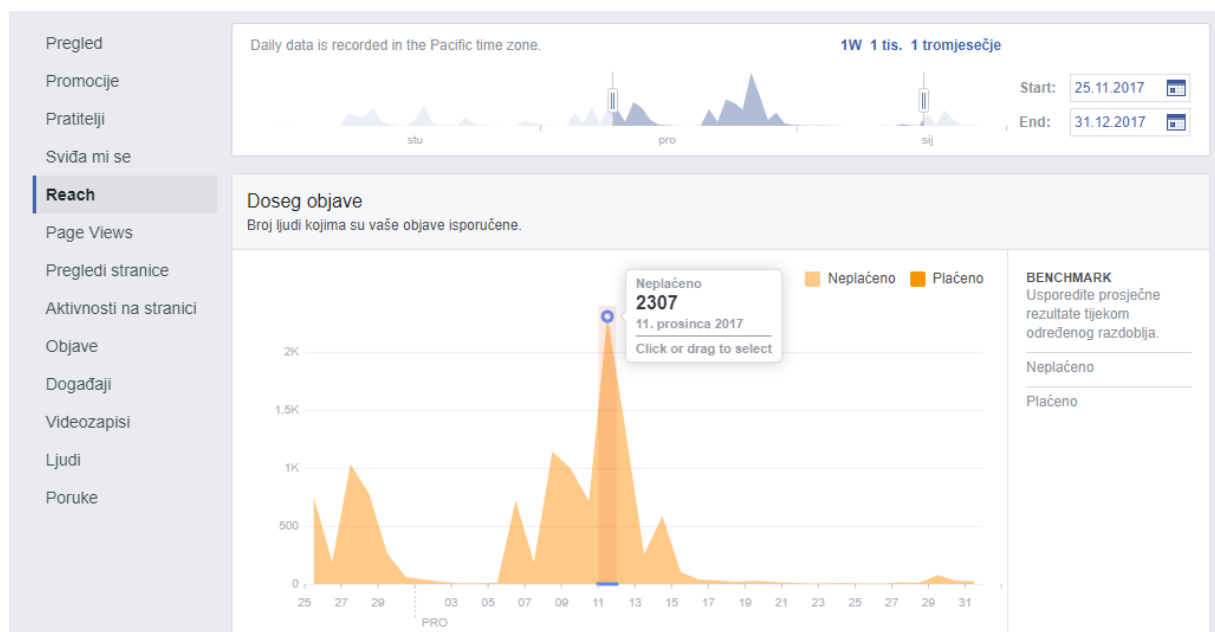 Pregled
Promocije
Pratitelji
Sviđa mi se
Reach
Page Views
Pregledi stranice
Aktivnosti na stranici
Objave
Događaji
Videozapisi
Ljudi
Poruke
Daily data is recorded in the Pacific time zone.
1W 1 tis. 1 tromjesečje
Start: 25.11.2017
End: 31.12.2017
stu pro sij
Doseg objave
Broj ljudi kojima su vaše objave isporučene.
Neplaćeno Plaćeno
Neplaćeno
2307
11. prosinca 2017
Click or drag to select
2K
1,5K
1K
500
0
25 27 29 03 05 07 09 11 13 15 17 19 21 23 25 27 29 31
PRO
BENCHMARK
Usporedite prosječne
rezultate tijekom
određenog razdoblja.
Neplaćeno
Plaćeno